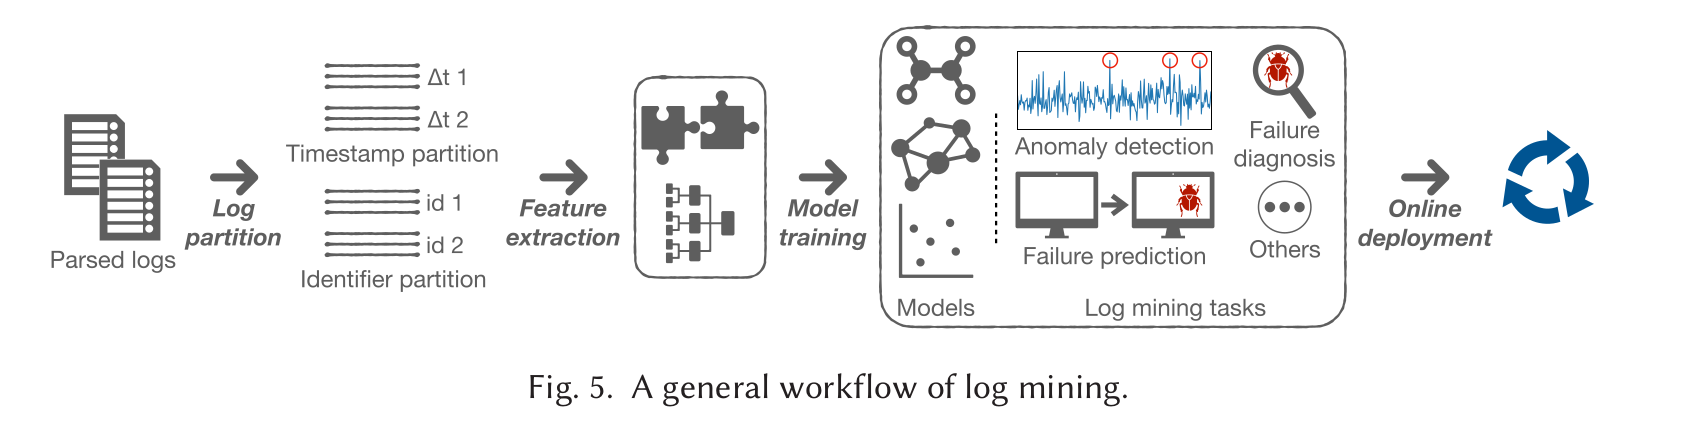 Parsed logs
Log
partition
Δt 1
Δt 2
Timestamp partition
id 1
id 2
Identifier partition
Feature
extraction
Model
training
Models
Anomaly detection
Failure
diagnosis
Failure prediction
Others
Log mining tasks
Online
deployment
Fig. 5. A general workflow of log mining.